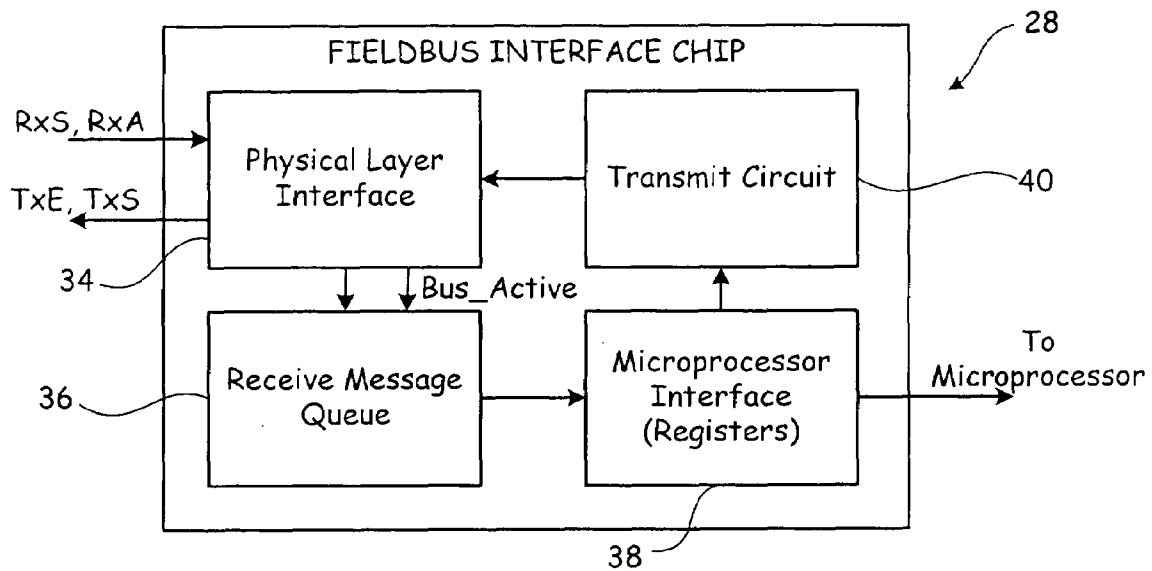 28
FIELDBUS INTERFACE CHIP
RxS, RxA
Physical Layer
Interface
Transmit Circuit
40
TxE, TxS
34
Bus_Active
Receive Message
Queue
36
Microprocessor
Interface
(Registers)
To
Microprocessor
38